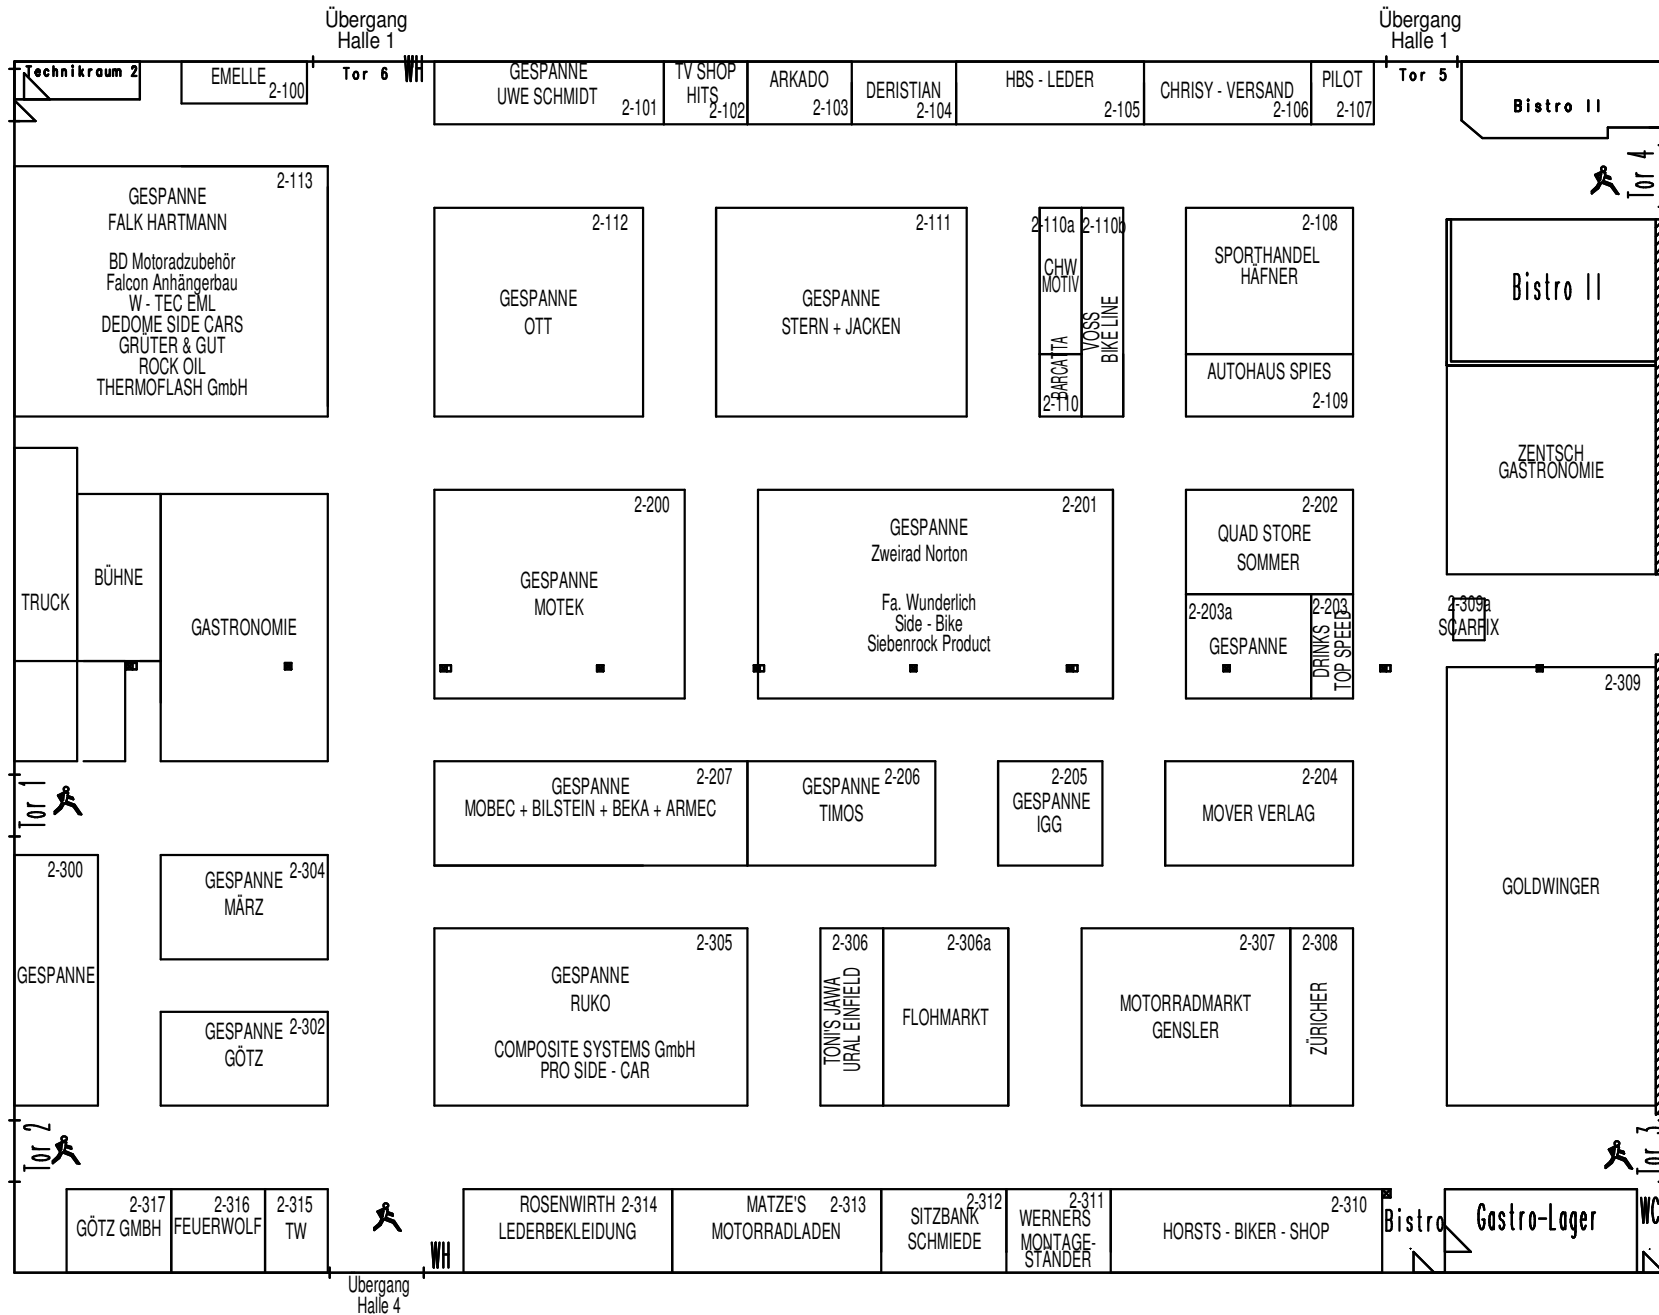 Übergang
Halle 1
Übergang
Halle 1
Technikraum 2
EMELLE
2-100
Tor 6
WH
GESPANNE
UWE SCHMIDT
2-101
TV SHOP
HITS
2-102
ARKADO
2-103
DERISTIAN
2-104
HBS - LEDER
2-105
CHRISY - VERSAND
2-106
PILOT
2-107
Tor 5
Bistro II
Tor 4
2-113
GESPANNE
FALK HARTMANN
BD Motoradzubehör
Falcon Anhängerbau
W - TEC EML
DEDOME SIDE CARS
GRÜTER & GUT
ROCK OIL
THERMOFLASH GmbH
2-112
GESPANNE
OTT
2-111
GESPANNE
STERN + JACKEN
2-110a
CHW
MOTIV
2-110b
VOSS
BIKE LINE
BARCATTA
2-110
2-108
SPORTHANDEL
HÄFNER
AUTOHAUS SPIES
2-109
Bistro II
ZENTSCH
GASTRONOMIE
TRUCK
BÜHNE
GASTRONOMIE
2-200
GESPANNE
MOTEK
2-201
GESPANNE
Zweirad Norton
Fa. Wunderlich
Side - Bike
Siebenrock Product
2-202
QUAD STORE
SOMMER
2-203a
GESPANNE
2-203
DRINKS
TOP SPEED
2-309a
SCARFIX
2-309
GOLDWINGER
Tor 1
2-207
GESPANNE
MOBEC + BILSTEIN + BEKA + ARMEC
GESPANNE 2-206
TIMOS
2-205
GESPANNE
IGG
2-204
MOVER VERLAG
2-300
GESPANNE
GESPANNE 2-304
MÄRZ
GESPANNE 2-302
GÖTZ
2-305
GESPANNE
RUKO
COMPOSITE SYSTEMS GmbH
PRO SIDE - CAR
2-306
TONI'S JAWA
URAL EINFIELD
2-306a
FLOHMARKT
2-307
MOTORRADMARKT
GENSLER
2-308
ZÜRICHER
Tor 2
Tor 3
2-317
GÖTZ GMBH
2-316
FEUERWOLF
2-315
TW
WH
ROSENWIRTH 2-314
LEDERBEKLEIDUNG
MATZE'S 2-313
MOTORRADLADEN
2-312
SITZBANK
SCHMIEDE
2-311
WERNERS
MONTAGE-
STÄNDER
2-310
HORSTS - BIKER - SHOP
Bistro
Gastro-Lager
WC
Übergang
Halle 4